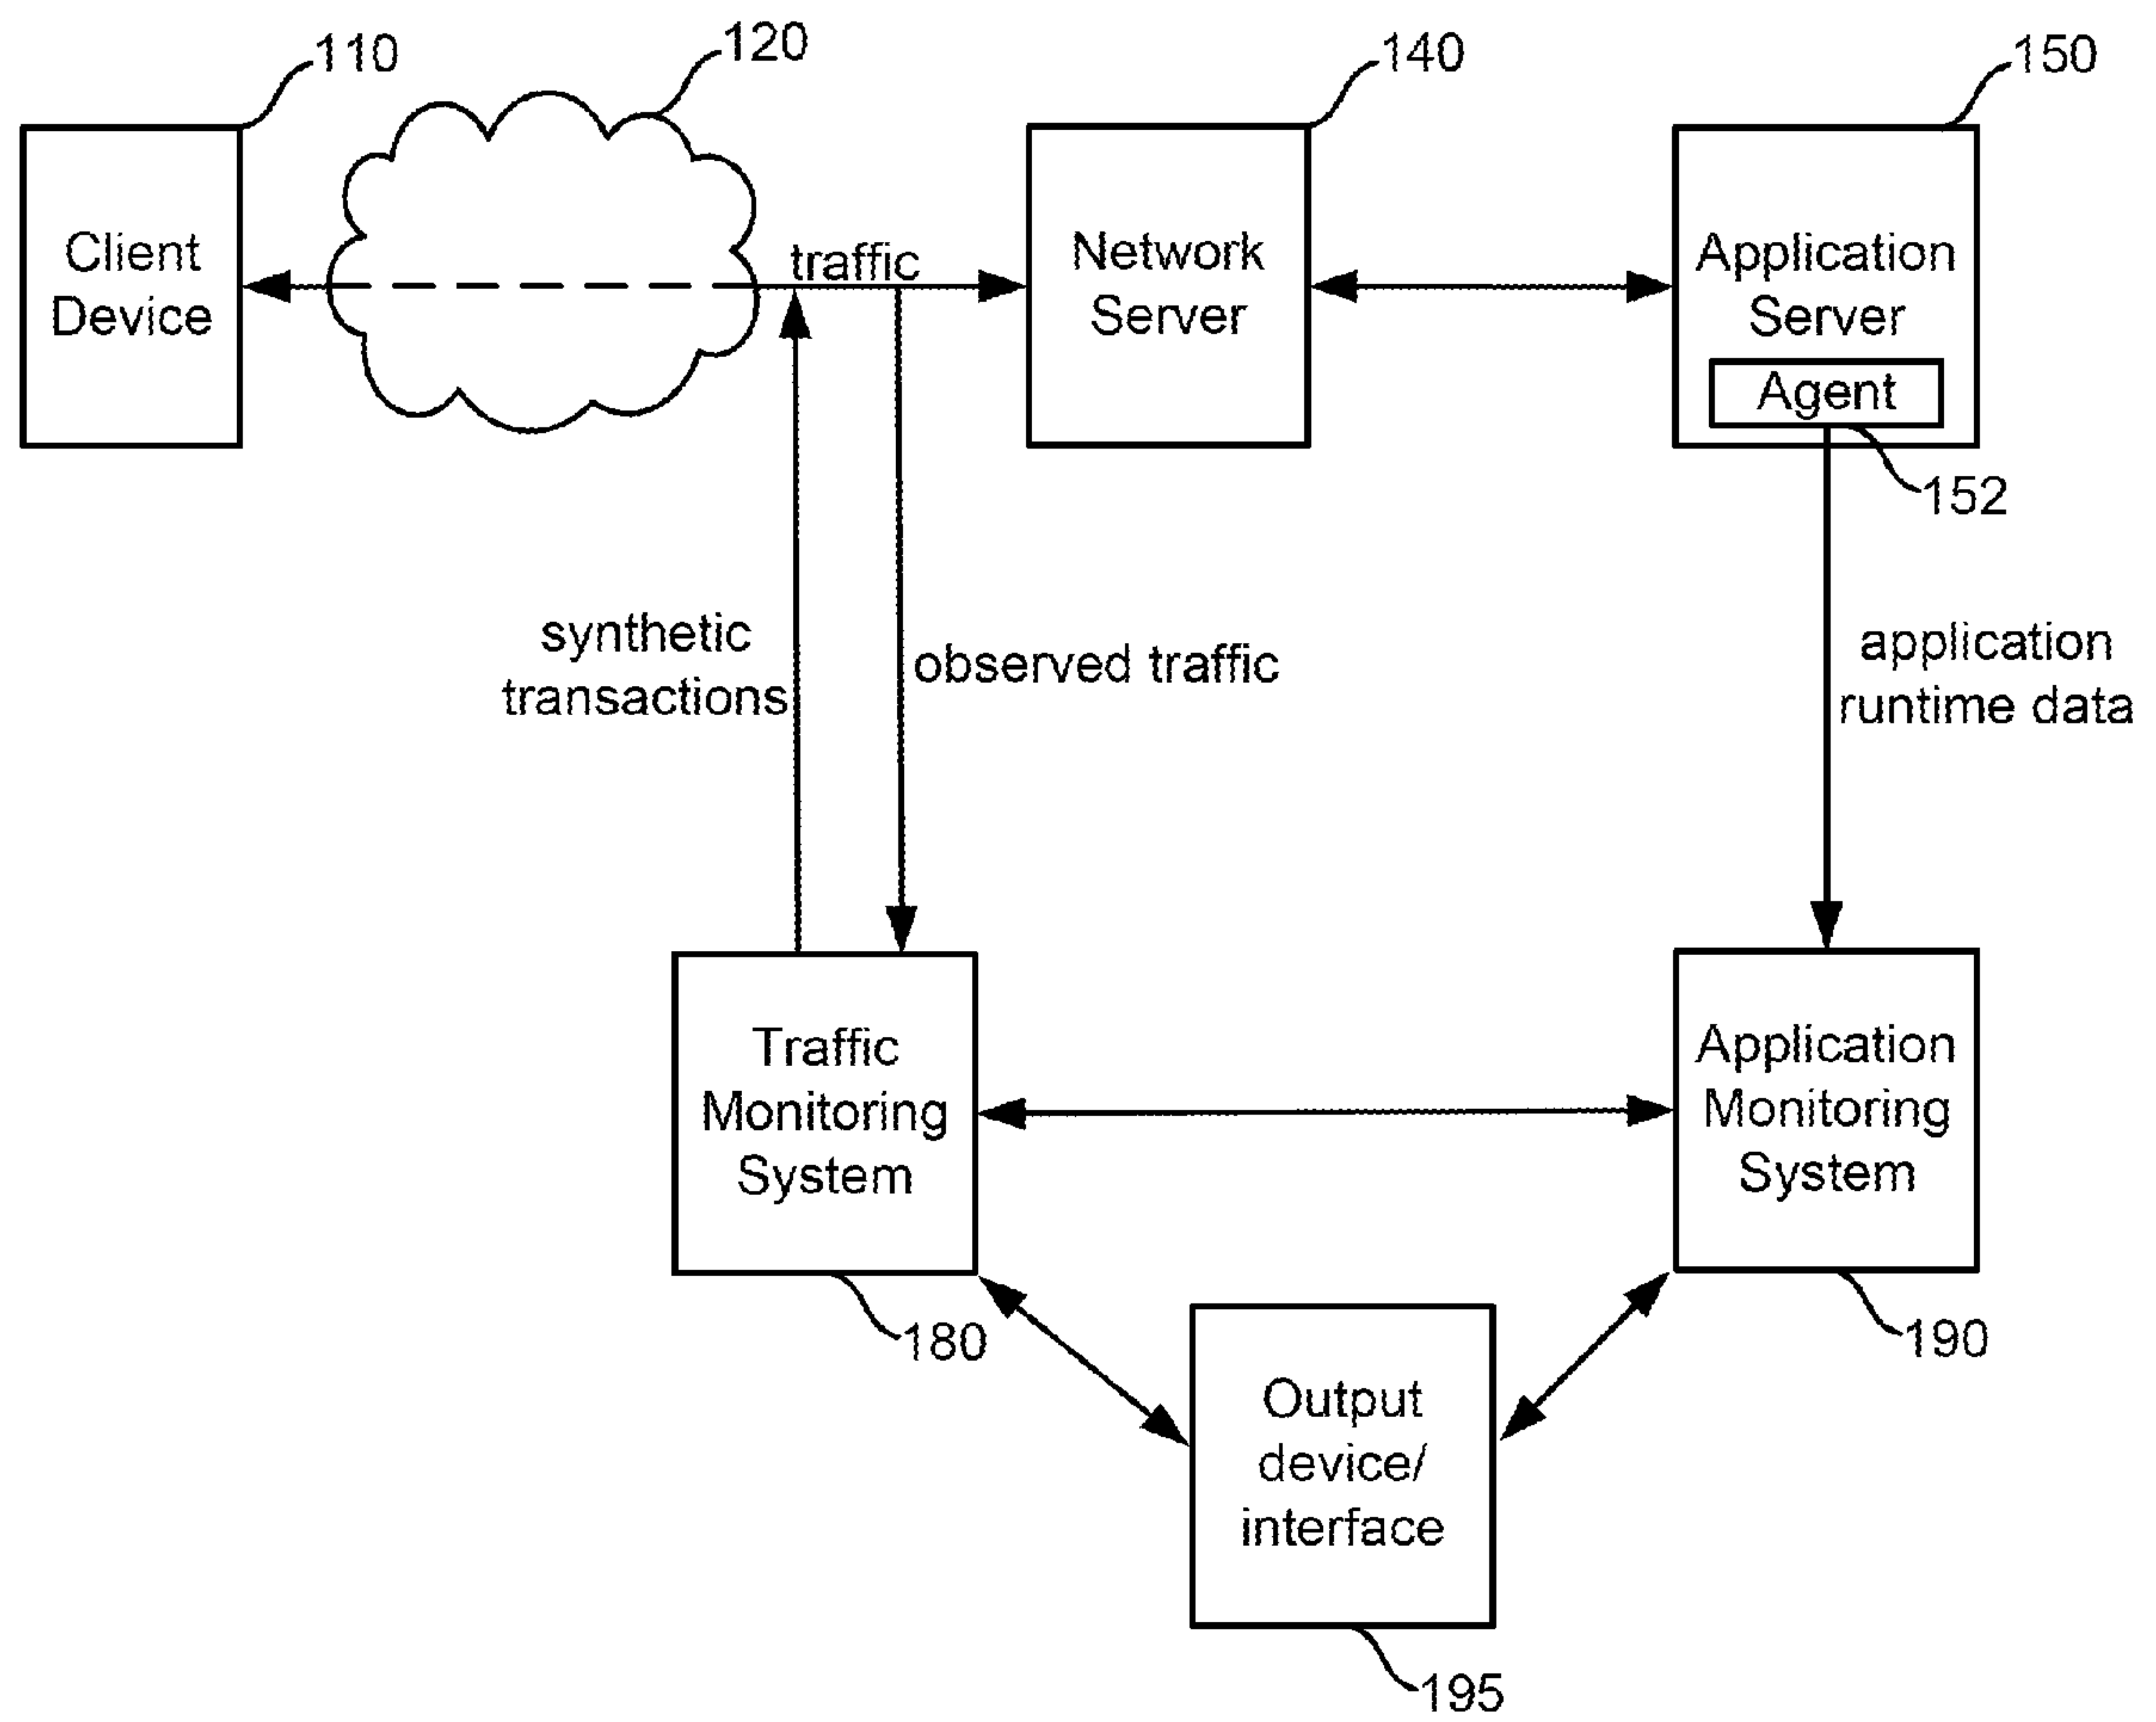 110
120
140
150
Client
Device
traffic
Network
Server
Application
Server
Agent
152
synthetic
transactions
observed traffic
application
runtime data
Traffic
Monitoring
System
180
Application
Monitoring
System
190
Output
device/
interface
195